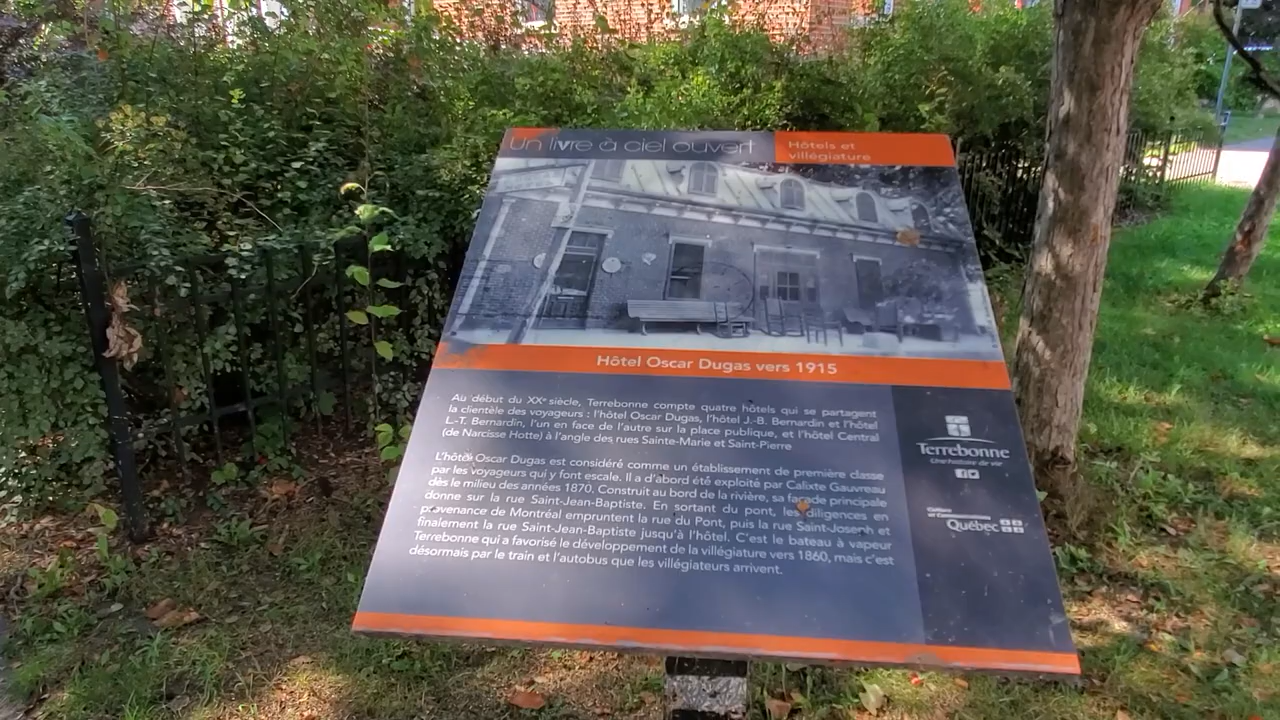 Un livre à ciel ouvert
Hôtels et
villégiature
Hôtel Oscar Dugas vers 1915
Au début du XXe siècle, Terrebonne compte quatre hôtels qui se partagent
la clientèle des voyageurs : l'hôtel Oscar Dugas, l'hôtel J.-B. Bernardin et l'hôtel
L.-T. Bernardin, l'un en face de l'autre sur la place publique, et l'hôtel Central
(de Narcisse Hotte) à l'angle des rues Sainte-Marie et Saint-Pierre
L'hôtel Oscar Dugas est considéré comme un établissement de première classe
par les voyageurs qui y font escale. Il a d'abord été exploité par Calixte Gauvreau
dès le milieu des années 1870. Construit au bord de la rivière, sa façade principale
donne sur la rue Saint-Jean-Baptiste. En sortant du pont, les diligences en
provenance de Montréal empruntent la rue du Pont, puis la rue Saint-Joseph et
finalement la rue Saint-Jean-Baptiste jusqu'à l'hôtel. C'est le bateau à vapeur
Terrebonne qui a favorisé le développement de la villégiature vers 1860, mais c'est
désormais par le train et l'autobus que les villégiateurs arrivent.
Terrebonne
Une histoire de vie
Culture
et Communications
Québec